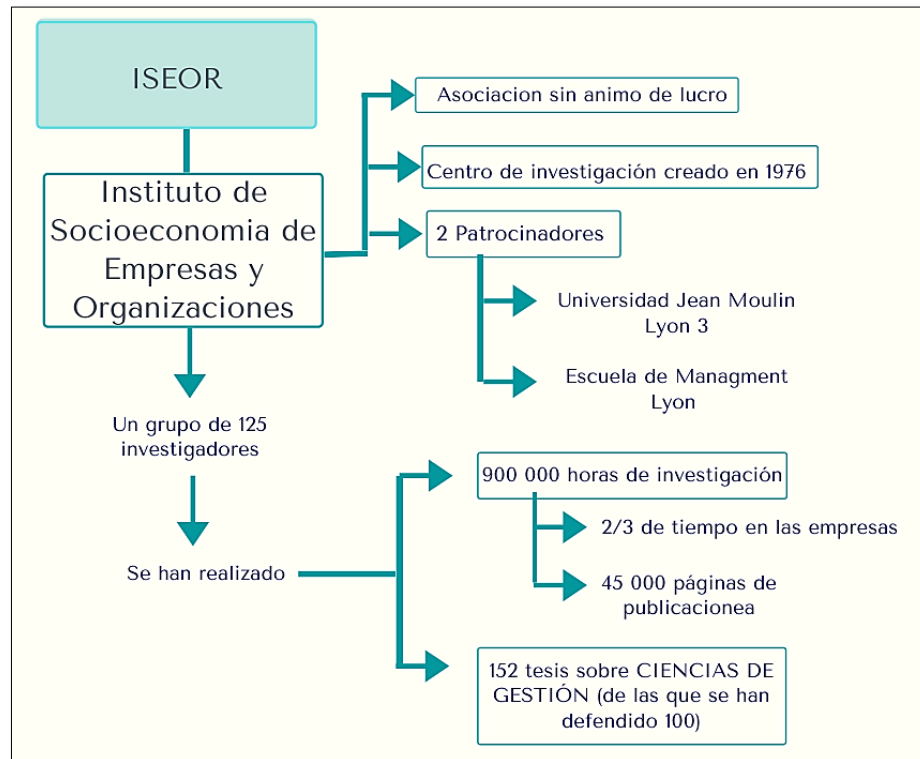 ISEOR
Instituto de
Socioeconomia de
Empresas y
Organizaciones
Asociacion sin animo de lucro
Centro de investigación creado en 1976
2 Patrocinadores
Universidad Jean Moulin
Lyon 3
Escuela de Managment
Lyon
Un grupo de 125
investigadores
Se han realizado
900 000 horas de investigación
2/3 de tiempo en las empresas
45 000 páginas de
publicacionea
152 tesis sobre CIENCIAS DE
GESTIÓN (de las que se han
defendido 100)